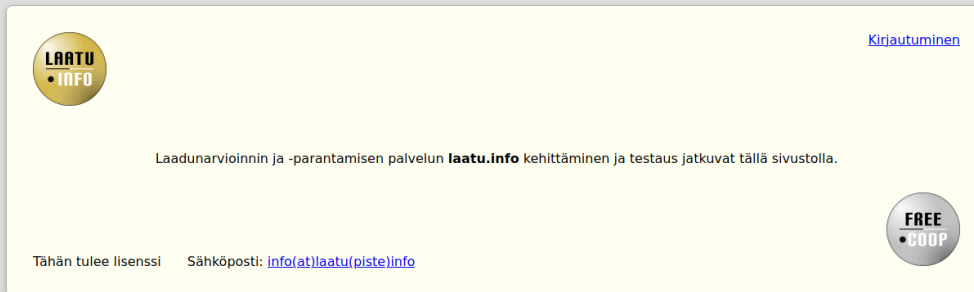 Kirjautuminen
LAATU
•INFO
Laadunarvioinnin ja -parantamisen palvelun laatu.info kehittäminen ja testaus jatkuvat tällä sivustolla.
FREE
•COOP
Tähän tulee lisenssi Sähköposti: info(at)laatu(piste)info